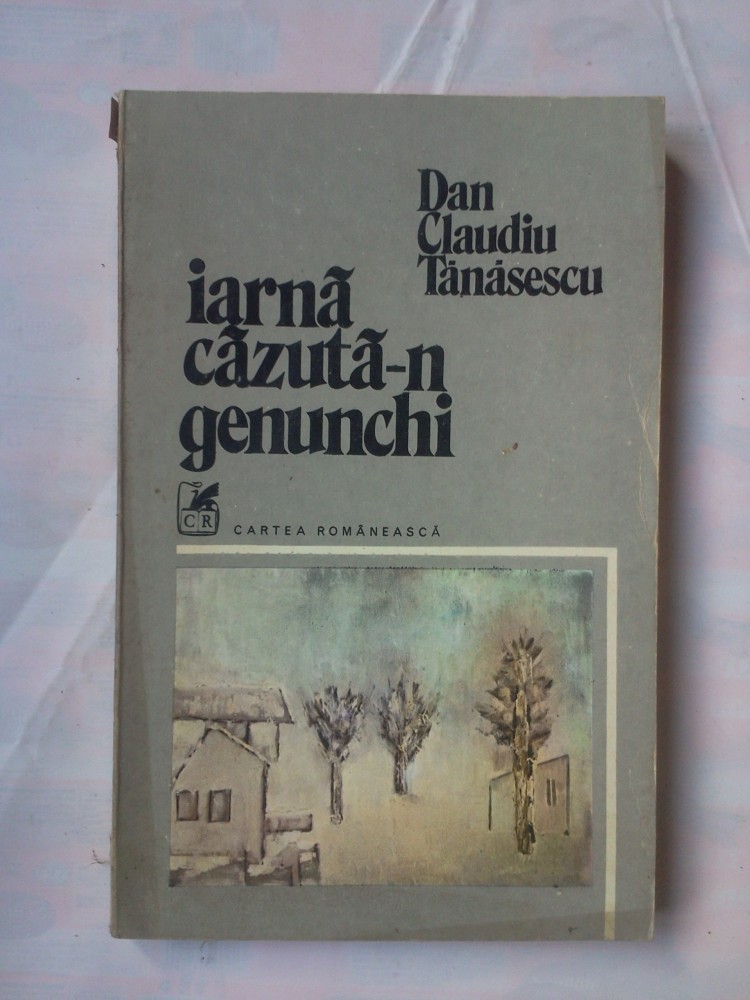 Dan
Claudiu
Tănăsescu
iarnă
căzută-n
genunchi
CR
CARTEA ROMÂNEASCĂ